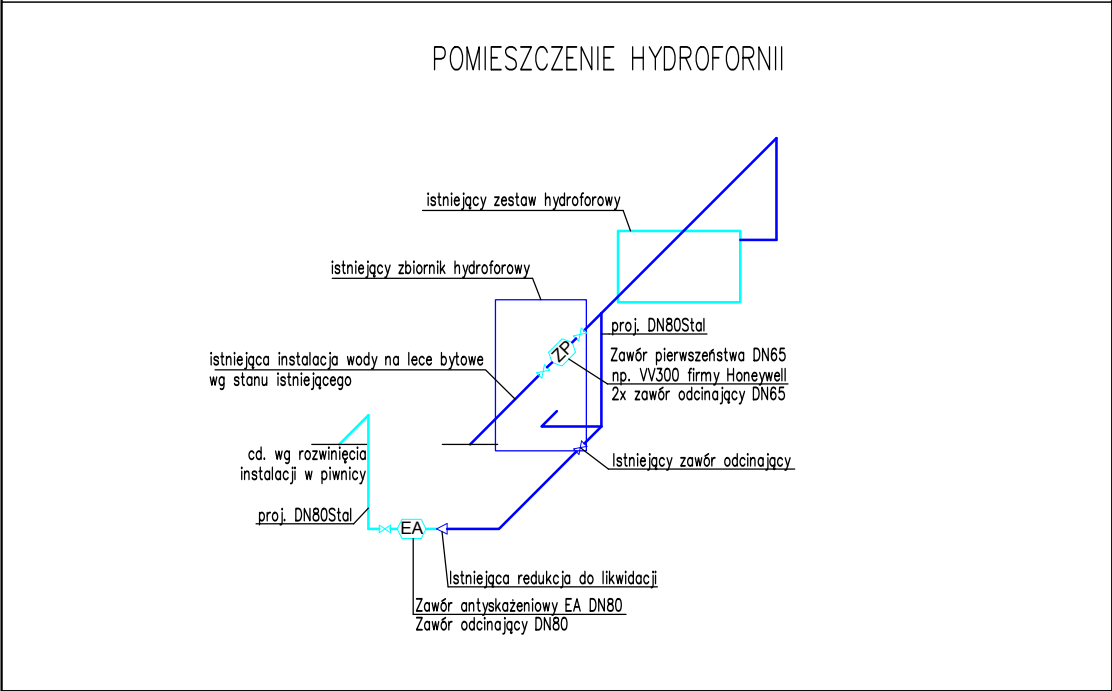 POMIESZCZENIE HYDROFORNII
istniejący zestaw hydroforowy
istniejący zbiornik hydroforowy
proj. DN80Stal
ZP
Zawór pierwszeństwa DN65
np. VV300 firmy Honeywell
2x zawór odcinający DN65
istniejąca instalacja wody na lece bytowe
wg stanu istniejącego
cd. wg rozwinięcia
instalacji w piwnicy
Istniejący zawór odcinający
proj. DN80Stal
EA
Istniejąca redukcja do likwidacji
Zawór antyskażeniowy EA DN80
Zawór odcinający DN80